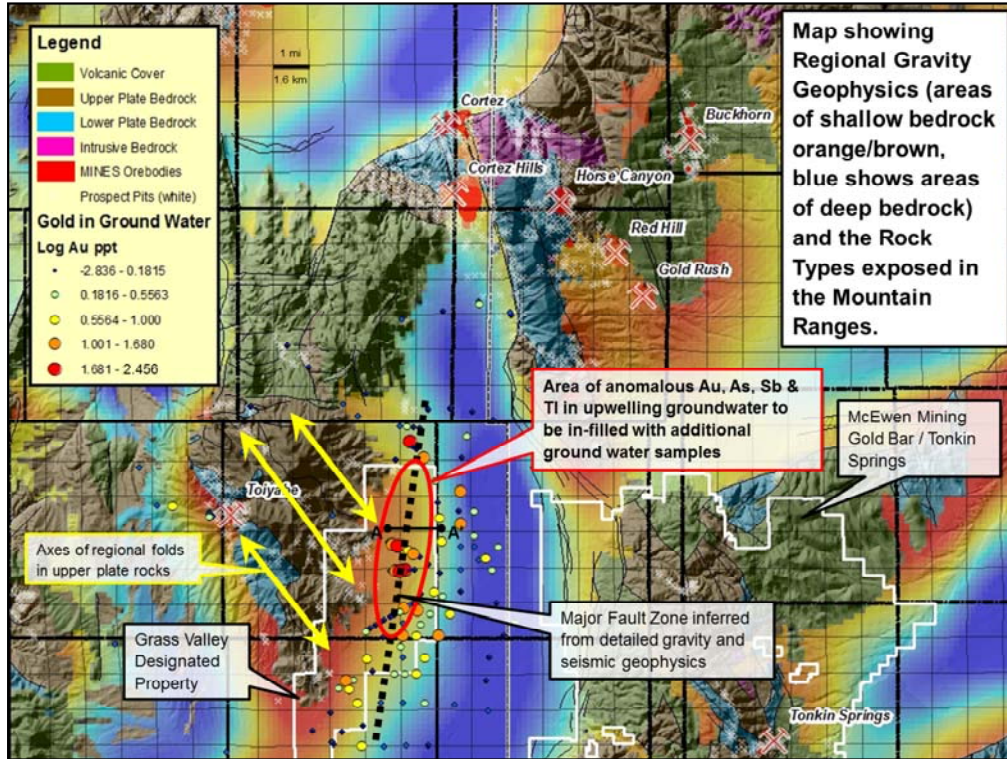 Legend
Volcanic Cover
Upper Plate Bedrock
Lower Plate Bedrock
Intrusive Bedrock
MINES Orebodies
Prospect Pits (white)
Gold in Ground Water
Log Au ppt
-2.836 - 0.1815
0.1816 - 0.5563
0.5564 - 1.000
1.001 - 1.680
1.681 - 2.456
1 mi
1.6 km
Map showing
Regional Gravity
Geophysics (areas
of shallow bedrock
orange/brown,
blue shows areas
of deep bedrock)
and the Rock
Types exposed in
the Mountain
Ranges.
Cortez
Buckhorn
Cortez Hills
Horse Canyon
Red Hill
Gold Rush
Area of anomalous Au, As, Sb &
Tl in upwelling groundwater to
be in-filled with additional
ground water samples
McEwen Mining
Gold Bar / Tonkin
Springs
Toiyabe
A
A'
Axes of regional folds
in upper plate rocks
Grass Valley
Designated
Property
Major Fault Zone inferred
from detailed gravity and
seismic geophysics
Tonkin Springs